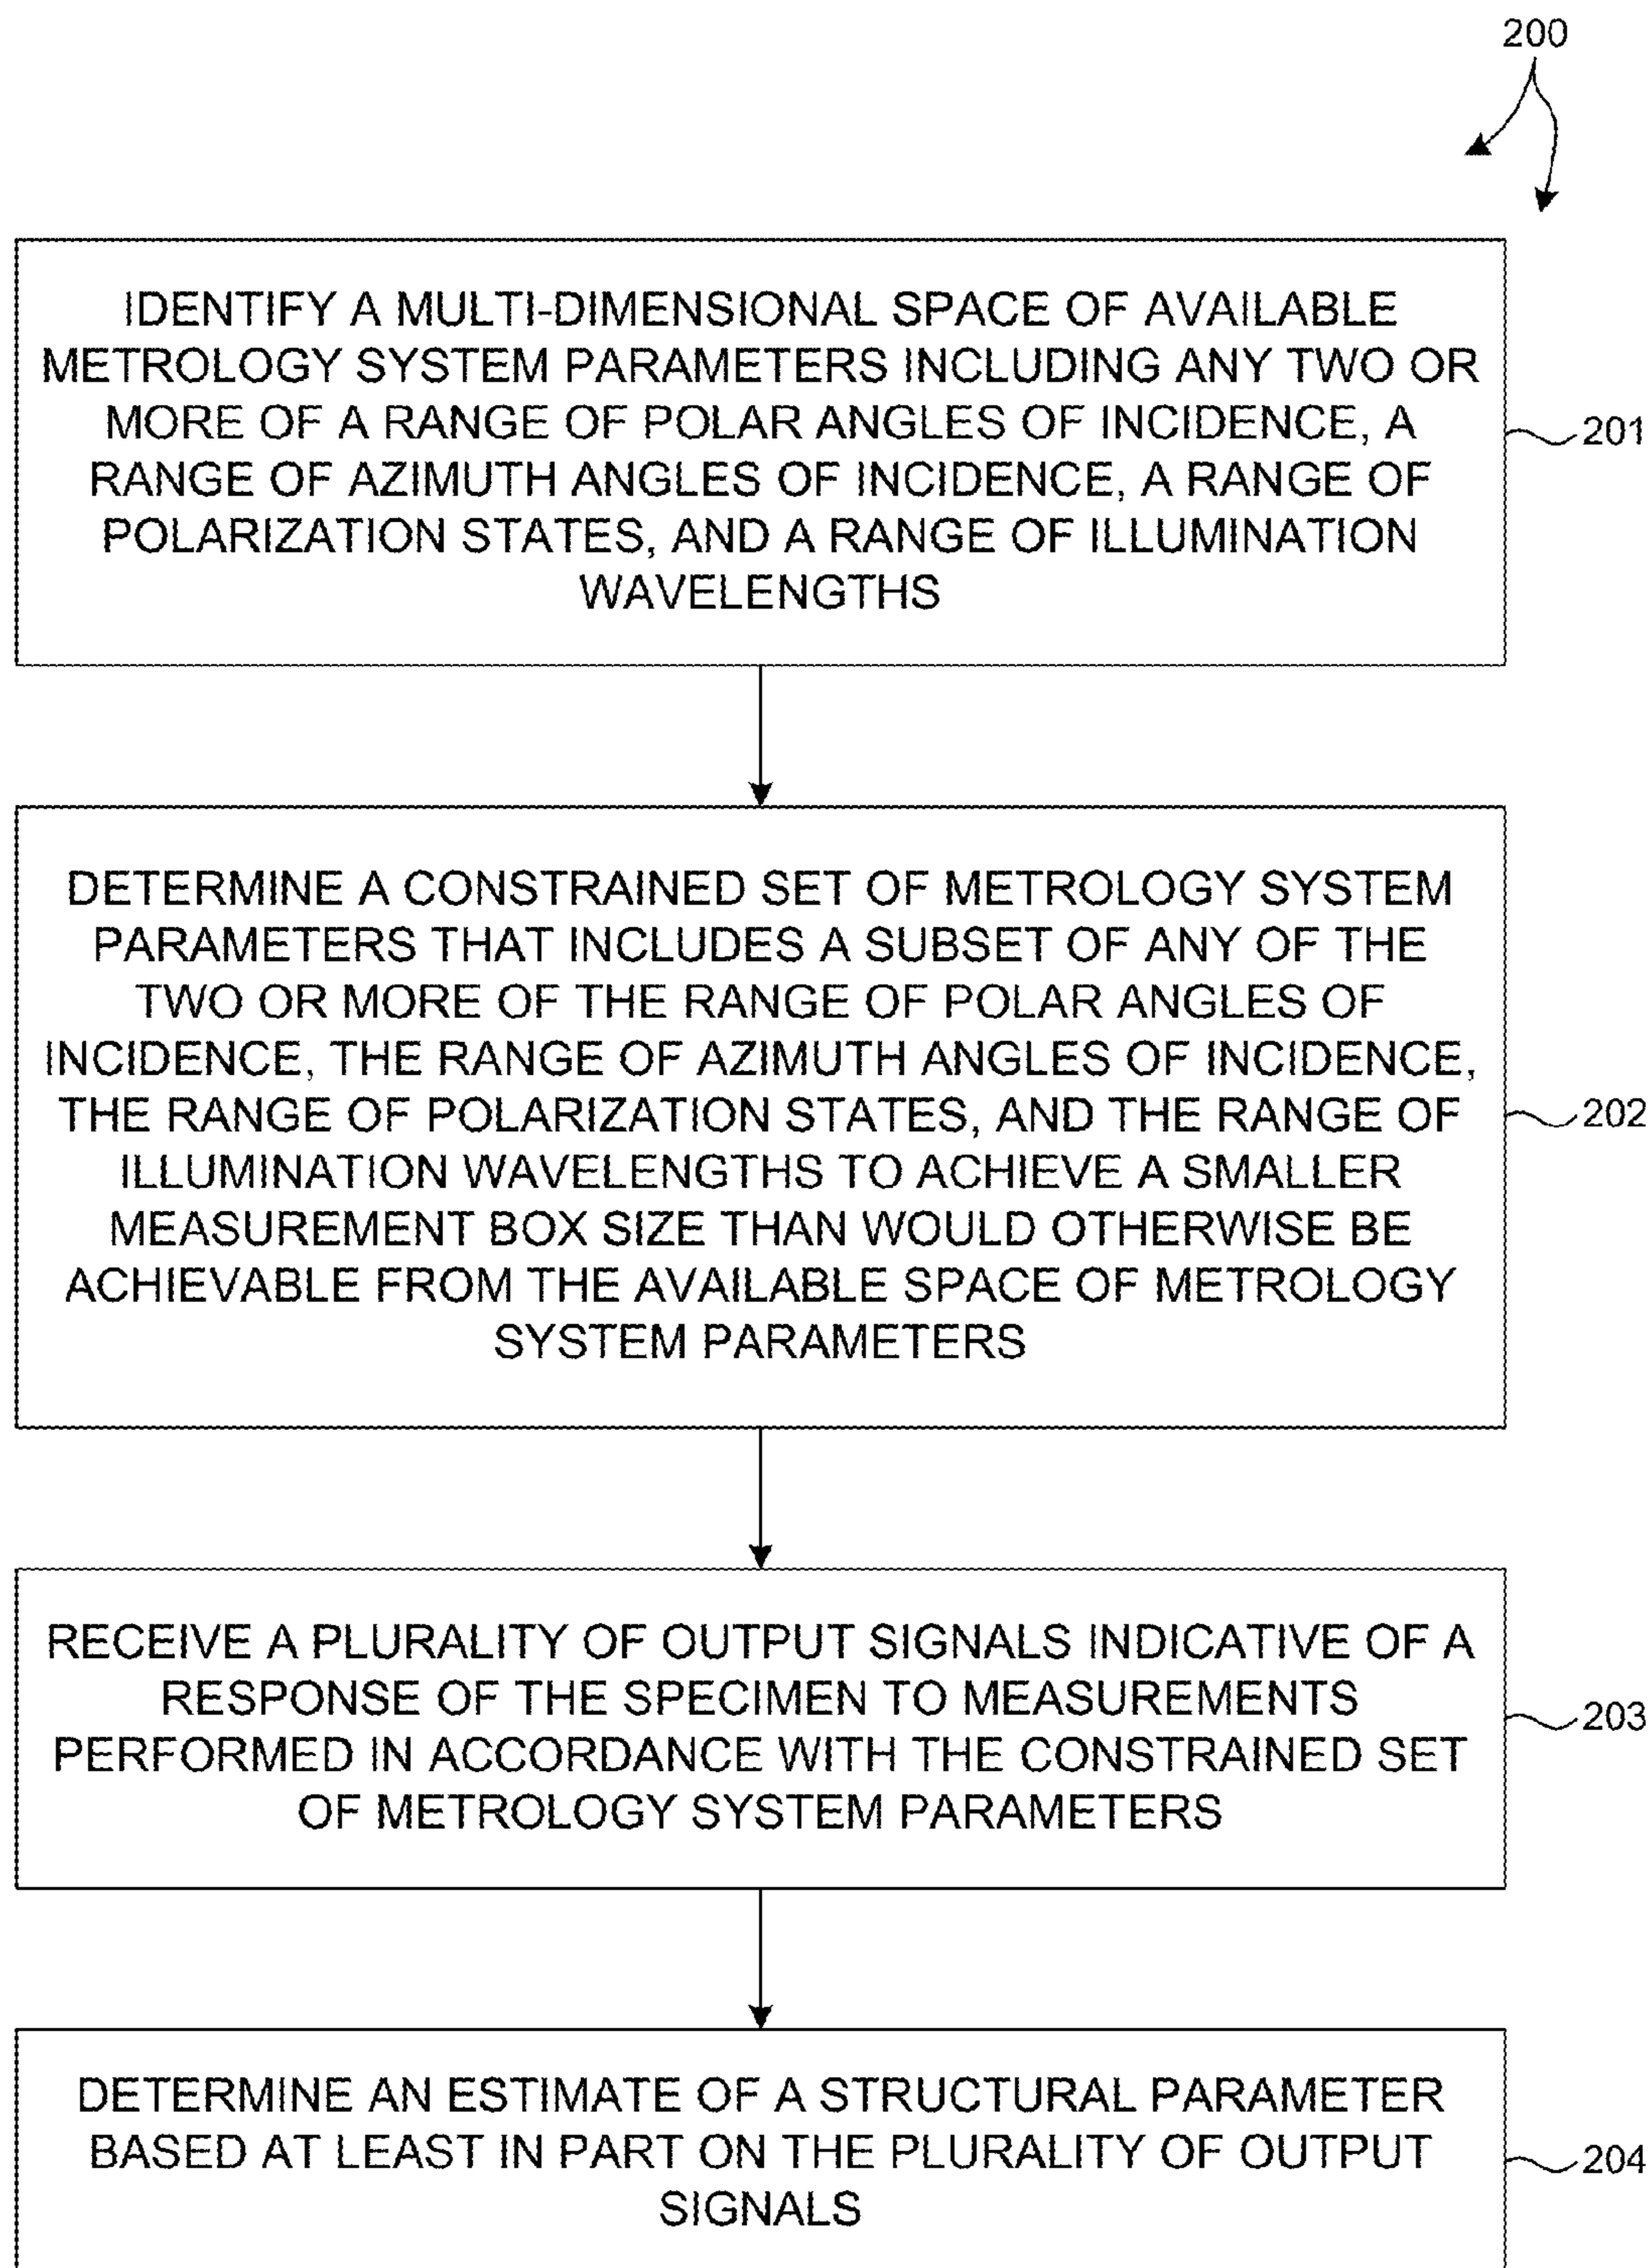 200
IDENTIFY A MULTI-DIMENSIONAL SPACE OF AVAILABLE
METROLOGY SYSTEM PARAMETERS INCLUDING ANY TWO OR
MORE OF A RANGE OF POLAR ANGLES OF INCIDENCE, A
RANGE OF AZIMUTH ANGLES OF INCIDENCE, A RANGE OF
POLARIZATION STATES, AND A RANGE OF ILLUMINATION
WAVELENGTHS
201
DETERMINE A CONSTRAINED SET OF METROLOGY SYSTEM
PARAMETERS THAT INCLUDES A SUBSET OF ANY OF THE
TWO OR MORE OF THE RANGE OF POLAR ANGLES OF
INCIDENCE, THE RANGE OF AZIMUTH ANGLES OF INCIDENCE,
THE RANGE OF POLARIZATION STATES, AND THE RANGE OF
ILLUMINATION WAVELENGTHS TO ACHIEVE A SMALLER
MEASUREMENT BOX SIZE THAN WOULD OTHERWISE BE
ACHIEVABLE FROM THE AVAILABLE SPACE OF METROLOGY
SYSTEM PARAMETERS
202
RECEIVE A PLURALITY OF OUTPUT SIGNALS INDICATIVE OF A
RESPONSE OF THE SPECIMEN TO MEASUREMENTS
PERFORMED IN ACCORDANCE WITH THE CONSTRAINED SET
OF METROLOGY SYSTEM PARAMETERS
203
DETERMINE AN ESTIMATE OF A STRUCTURAL PARAMETER
BASED AT LEAST IN PART ON THE PLURALITY OF OUTPUT
SIGNALS
204